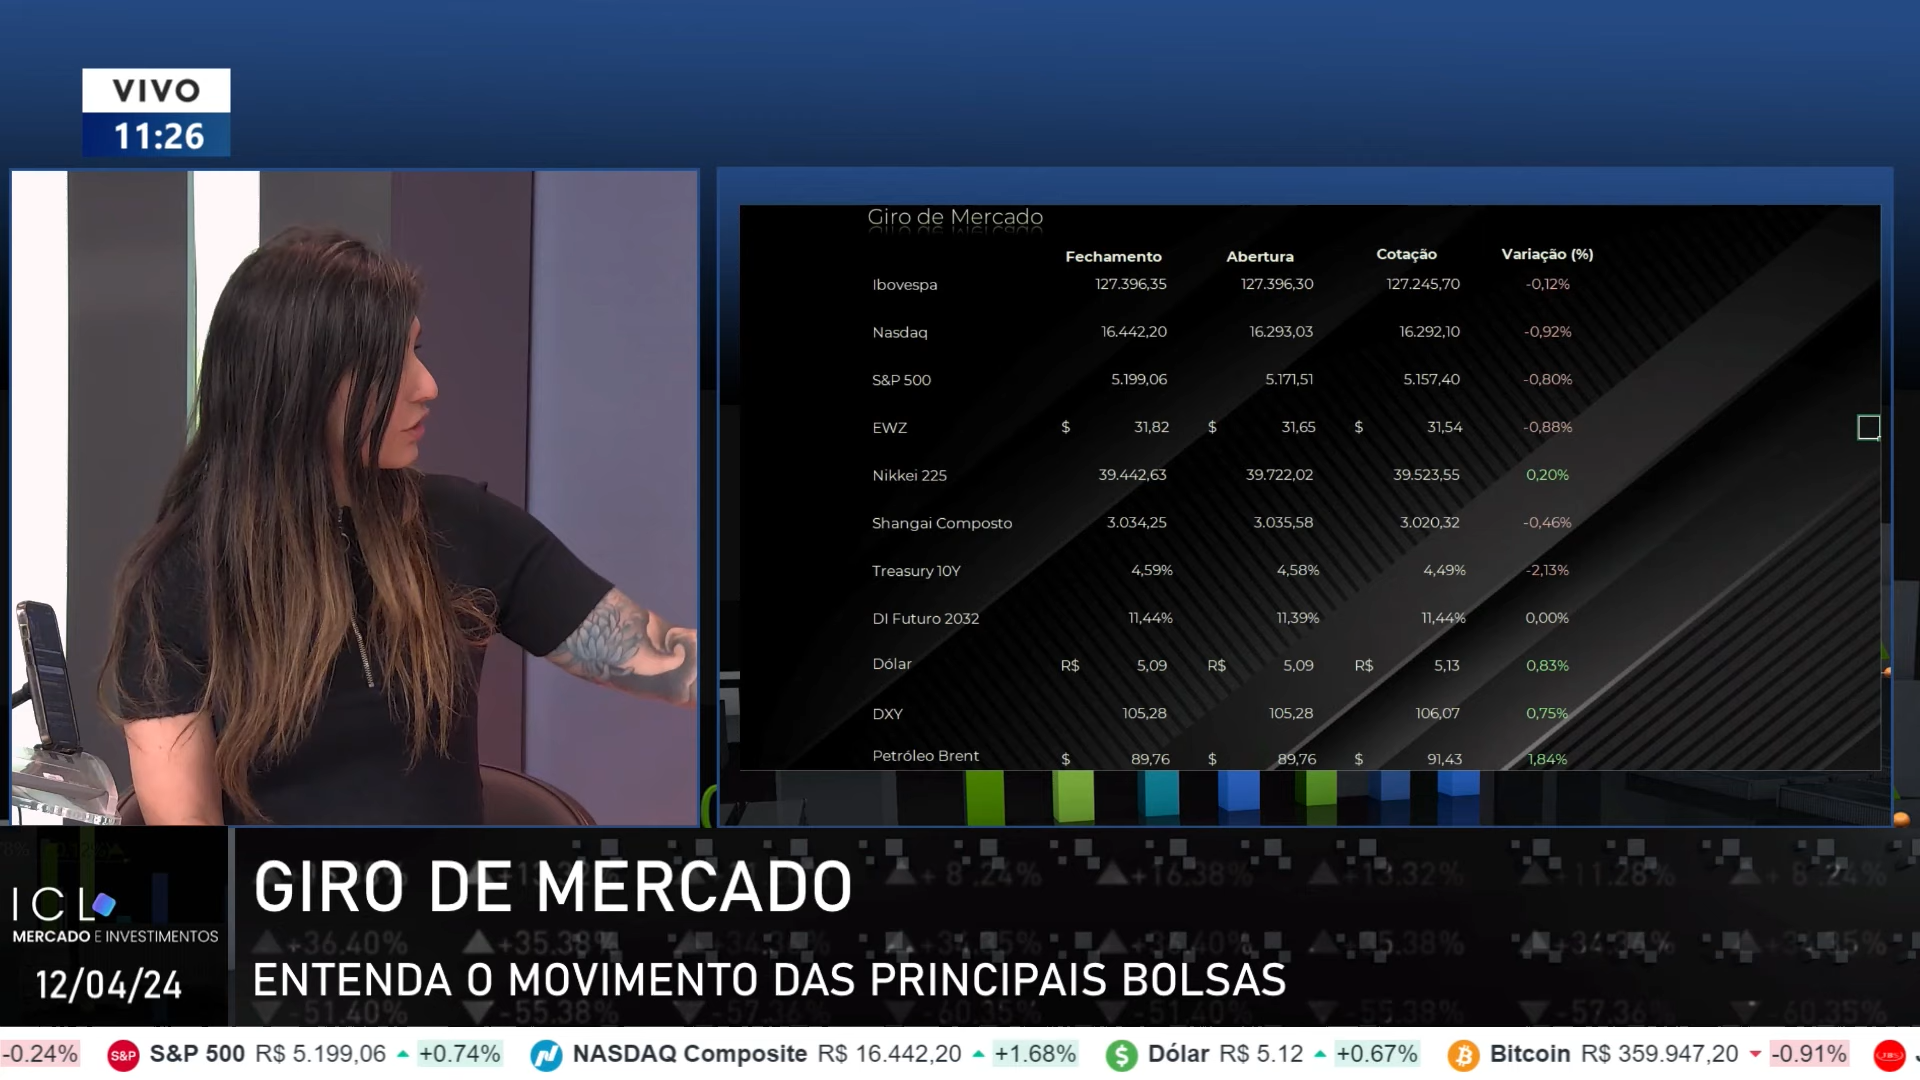 VIVO
11:26
Giro de Mercado
Fechamento Abertura Cotação Variação (%)
Ibovespa 127.396,35 127.396,30 127.245,70 -0,12%
Nasdaq 16.442,20 16.293,03 16.292,10 -0,92%
S&P 500 5.199,06 5.171,51 5.157,40 -0,80%
EWZ $ 31,82 $ 31,65 $ 31,54 -0,88%
Nikkei 225 39.442,63 39.722,02 39.523,55 0,20%
Shangai Composto 3.034,25 3.035,58 3.020,32 -0,46%
Treasury 10Y 4,59% 4,58% 4,49% -2,13%
DI Futuro 2032 11,44% 11,39% 11,44% 0,00%
Dólar R$ 5,09 R$ 5,09 R$ 5,13 0,83%
DXY 105,28 105,28 106,07 0,75%
Petróleo Brent $ 89,76 $ 89,76 $ 91,43 1,84%
GIRO DE MERCADO
ICL
MERCADO E INVESTIMENTOS
12/04/24
ENTENDA O MOVIMENTO DAS PRINCIPAIS BOLSAS
-0.24% S&P S&P 500 R$ 5.199,06 +0.74% NASDAQ Composite R$ 16.442,20 +1.68% $ Dólar R$ 5.12 +0.67% Bitcoin R$ 359.947,20 -0.91%